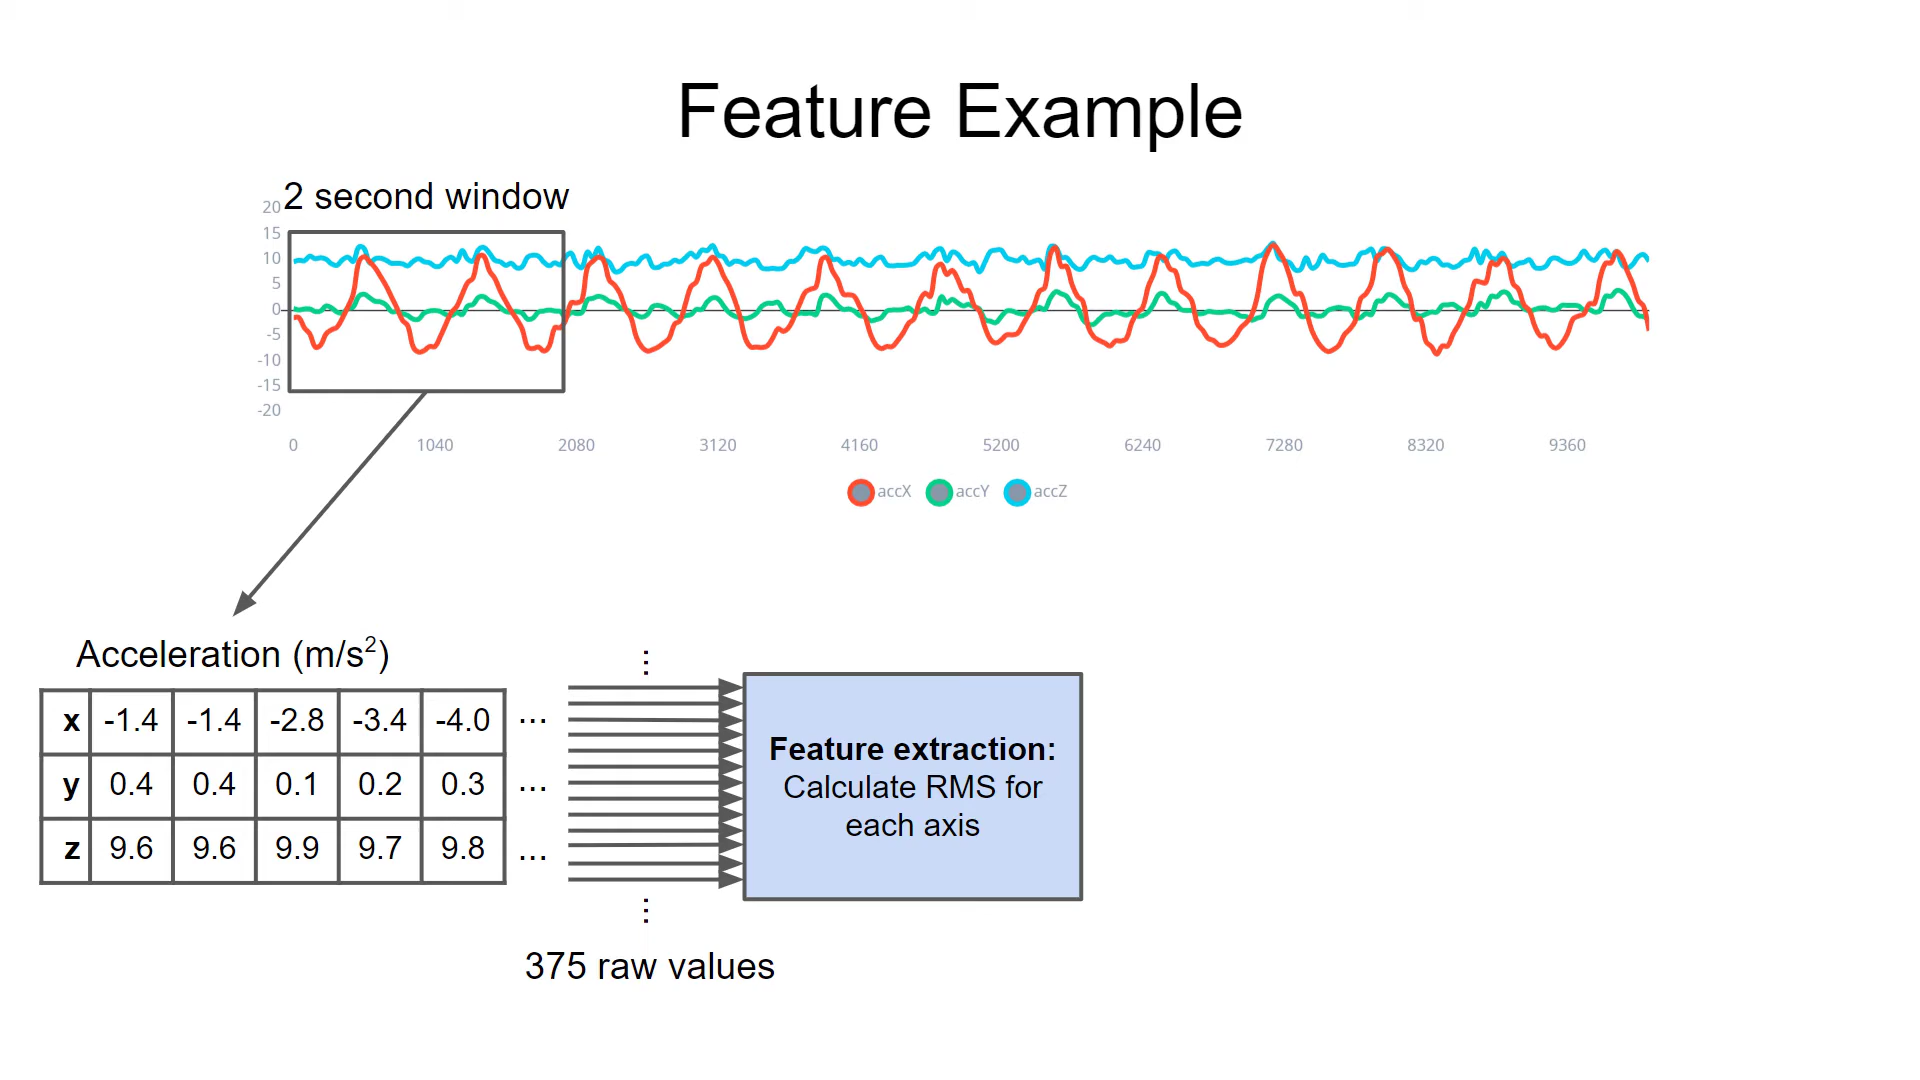 Feature Example
2 second window
20
15
10
5
0
-5
-10
-15
-20
0 1040 2080 3120 4160 5200 6240 7280 8320 9360
accX accY accZ
Acceleration (m/s²)
x -1.4 -1.4 -2.8 -3.4 -4.0 ...
y 0.4 0.4 0.1 0.2 0.3 ...
z 9.6 9.6 9.9 9.7 9.8 ...
...
...
375 raw values
Feature extraction:
Calculate RMS for
each axis